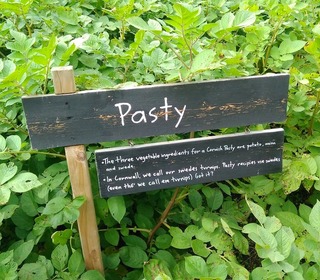 Pasty
•The three vegetable ingredients for a Cornish Pasty are potato, onion
and swede.
•In Cornwall we call our swedes turnips. Pasty recipies use swedes
(even tho' we call em turnips) Got it?